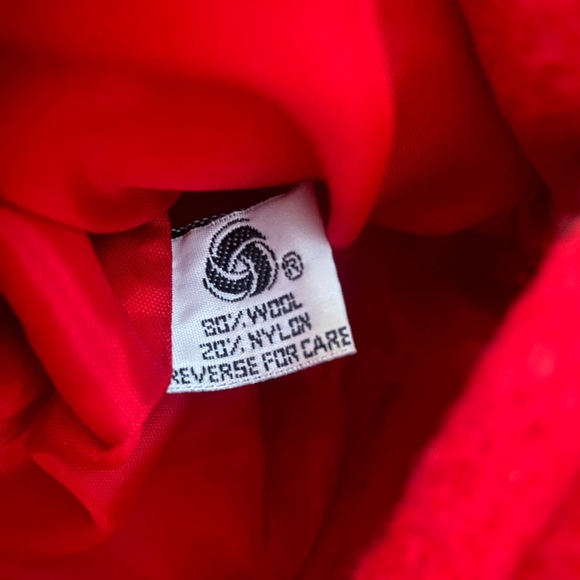 ®
80% WOOL
20% NYLON
REVERSE FOR CARE